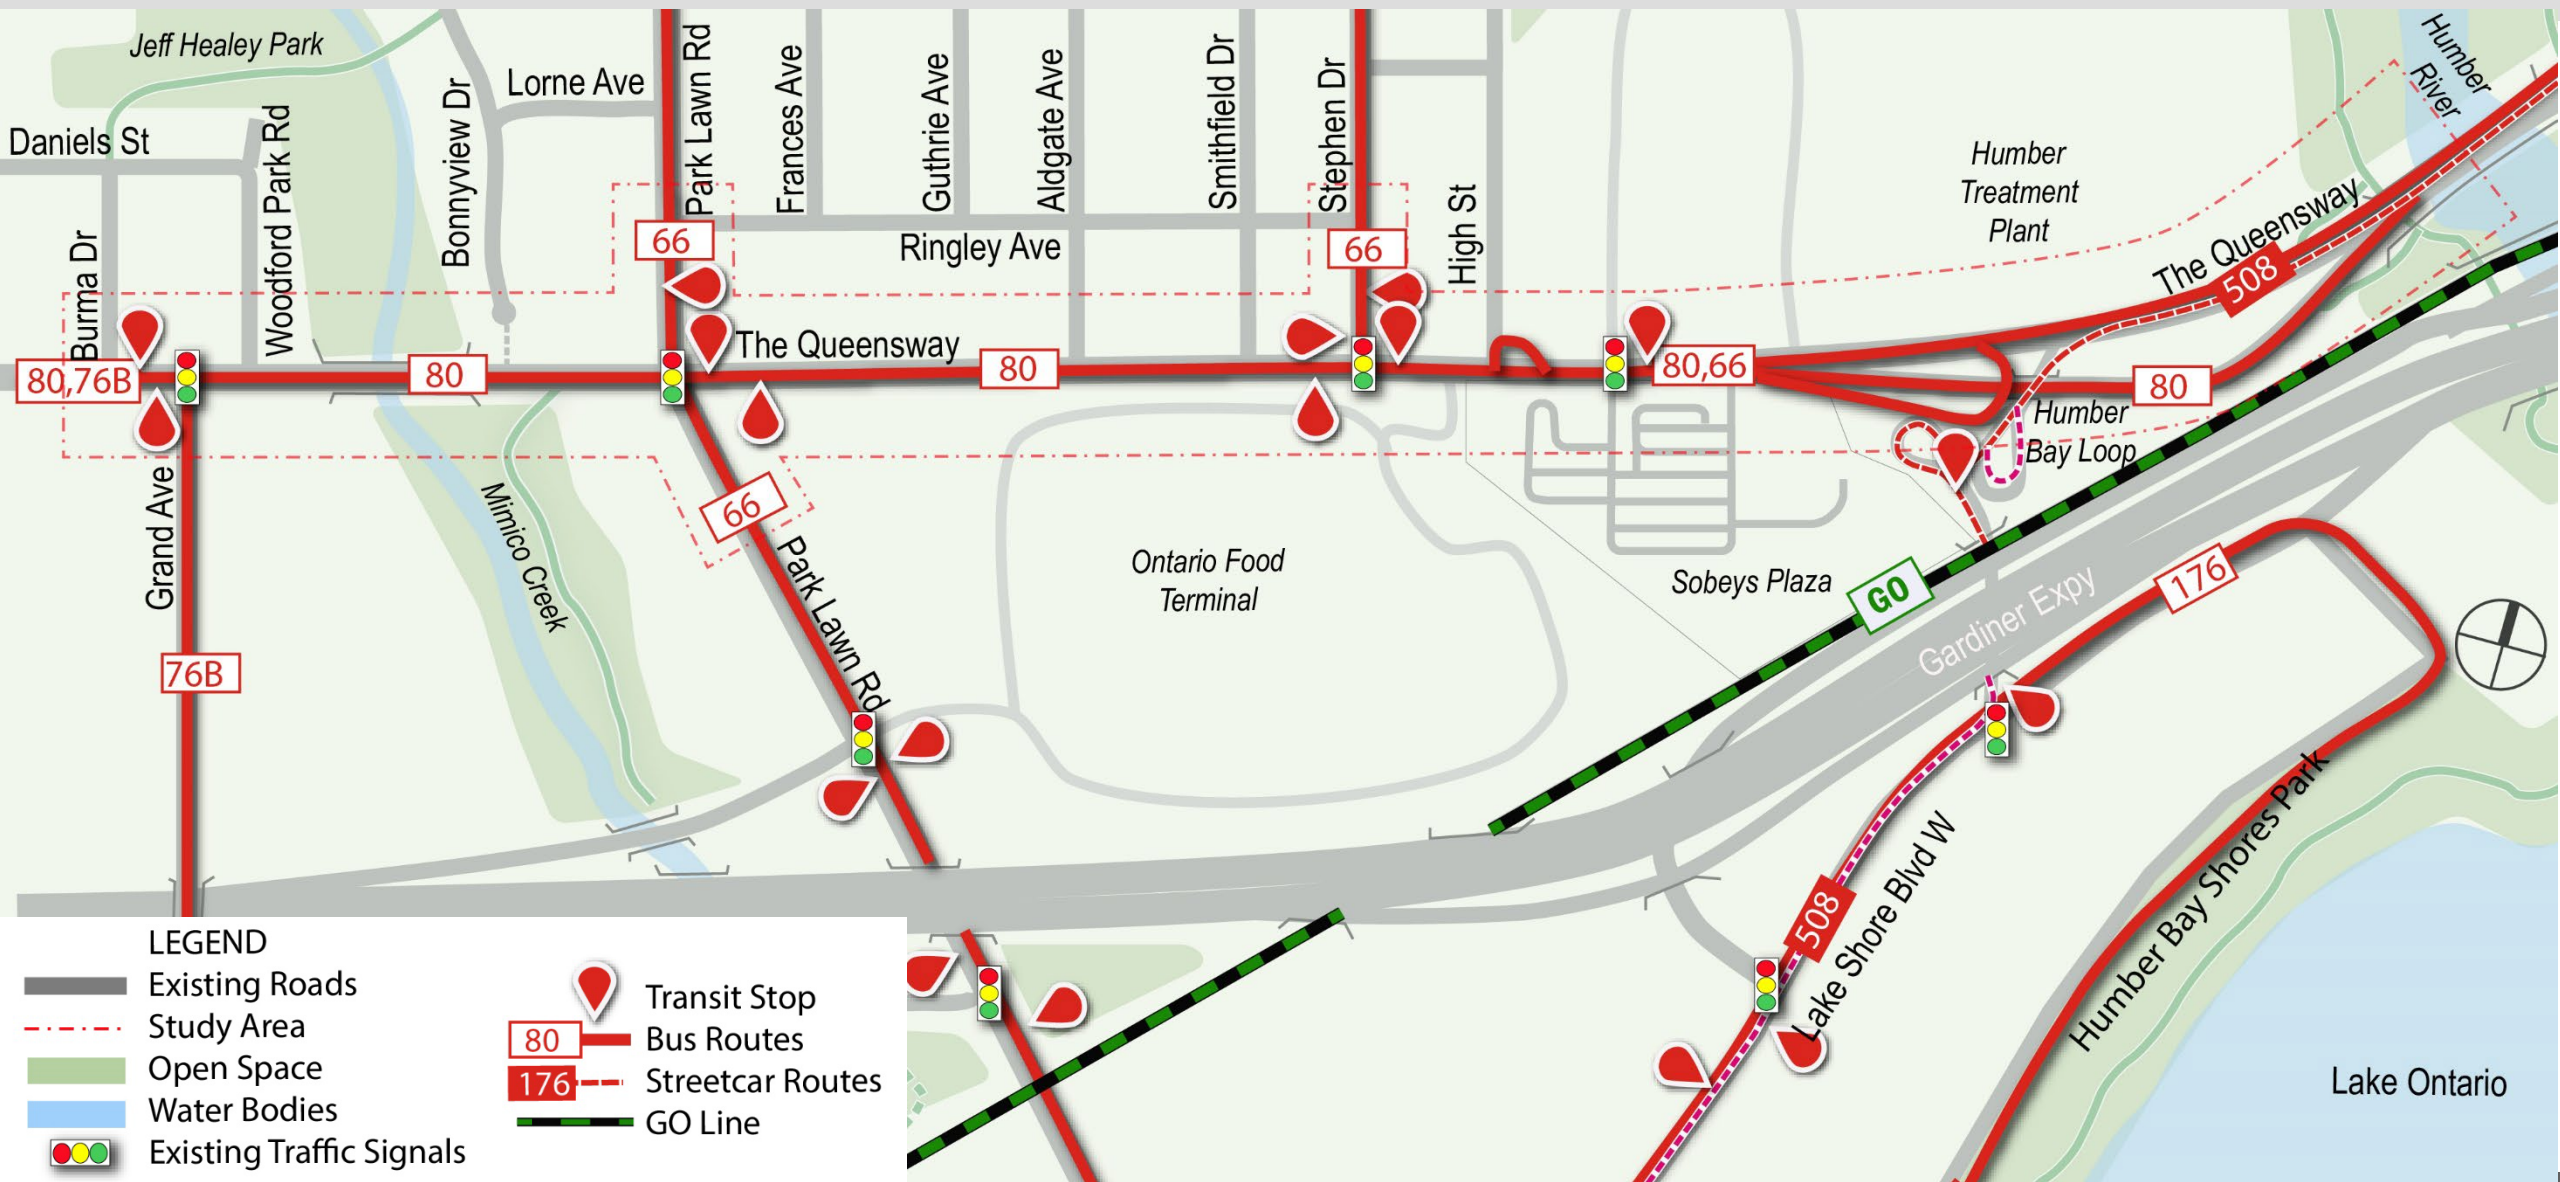 Jeff Healey Park
Lorne Ave
Daniels St
Woodford Park Rd
Burma Dr
Bonnyview Dr
Park Lawn Rd
Frances Ave
Guthrie Ave
Aldgate Ave
Smithfield Dr
Stephen Dr
High St
Humber
River
Humber
Treatment
Plant
66
66
Ringley Ave
The Queensway
508
The Queensway
80,76B
80
80
80,66
80
Humber
Bay Loop
Grand Ave
Mimico Creek
66
Park Lawn Rd
Ontario Food
Terminal
Sobeys Plaza
GO
Gardiner Expy
176
76B
508
Lake Shore Blvd W
Humber Bay Shores Park
Lake Ontario
LEGEND
Existing Roads
Study Area
Open Space
Water Bodies
Existing Traffic Signals
Transit Stop
80
Bus Routes
176
Streetcar Routes
GO Line